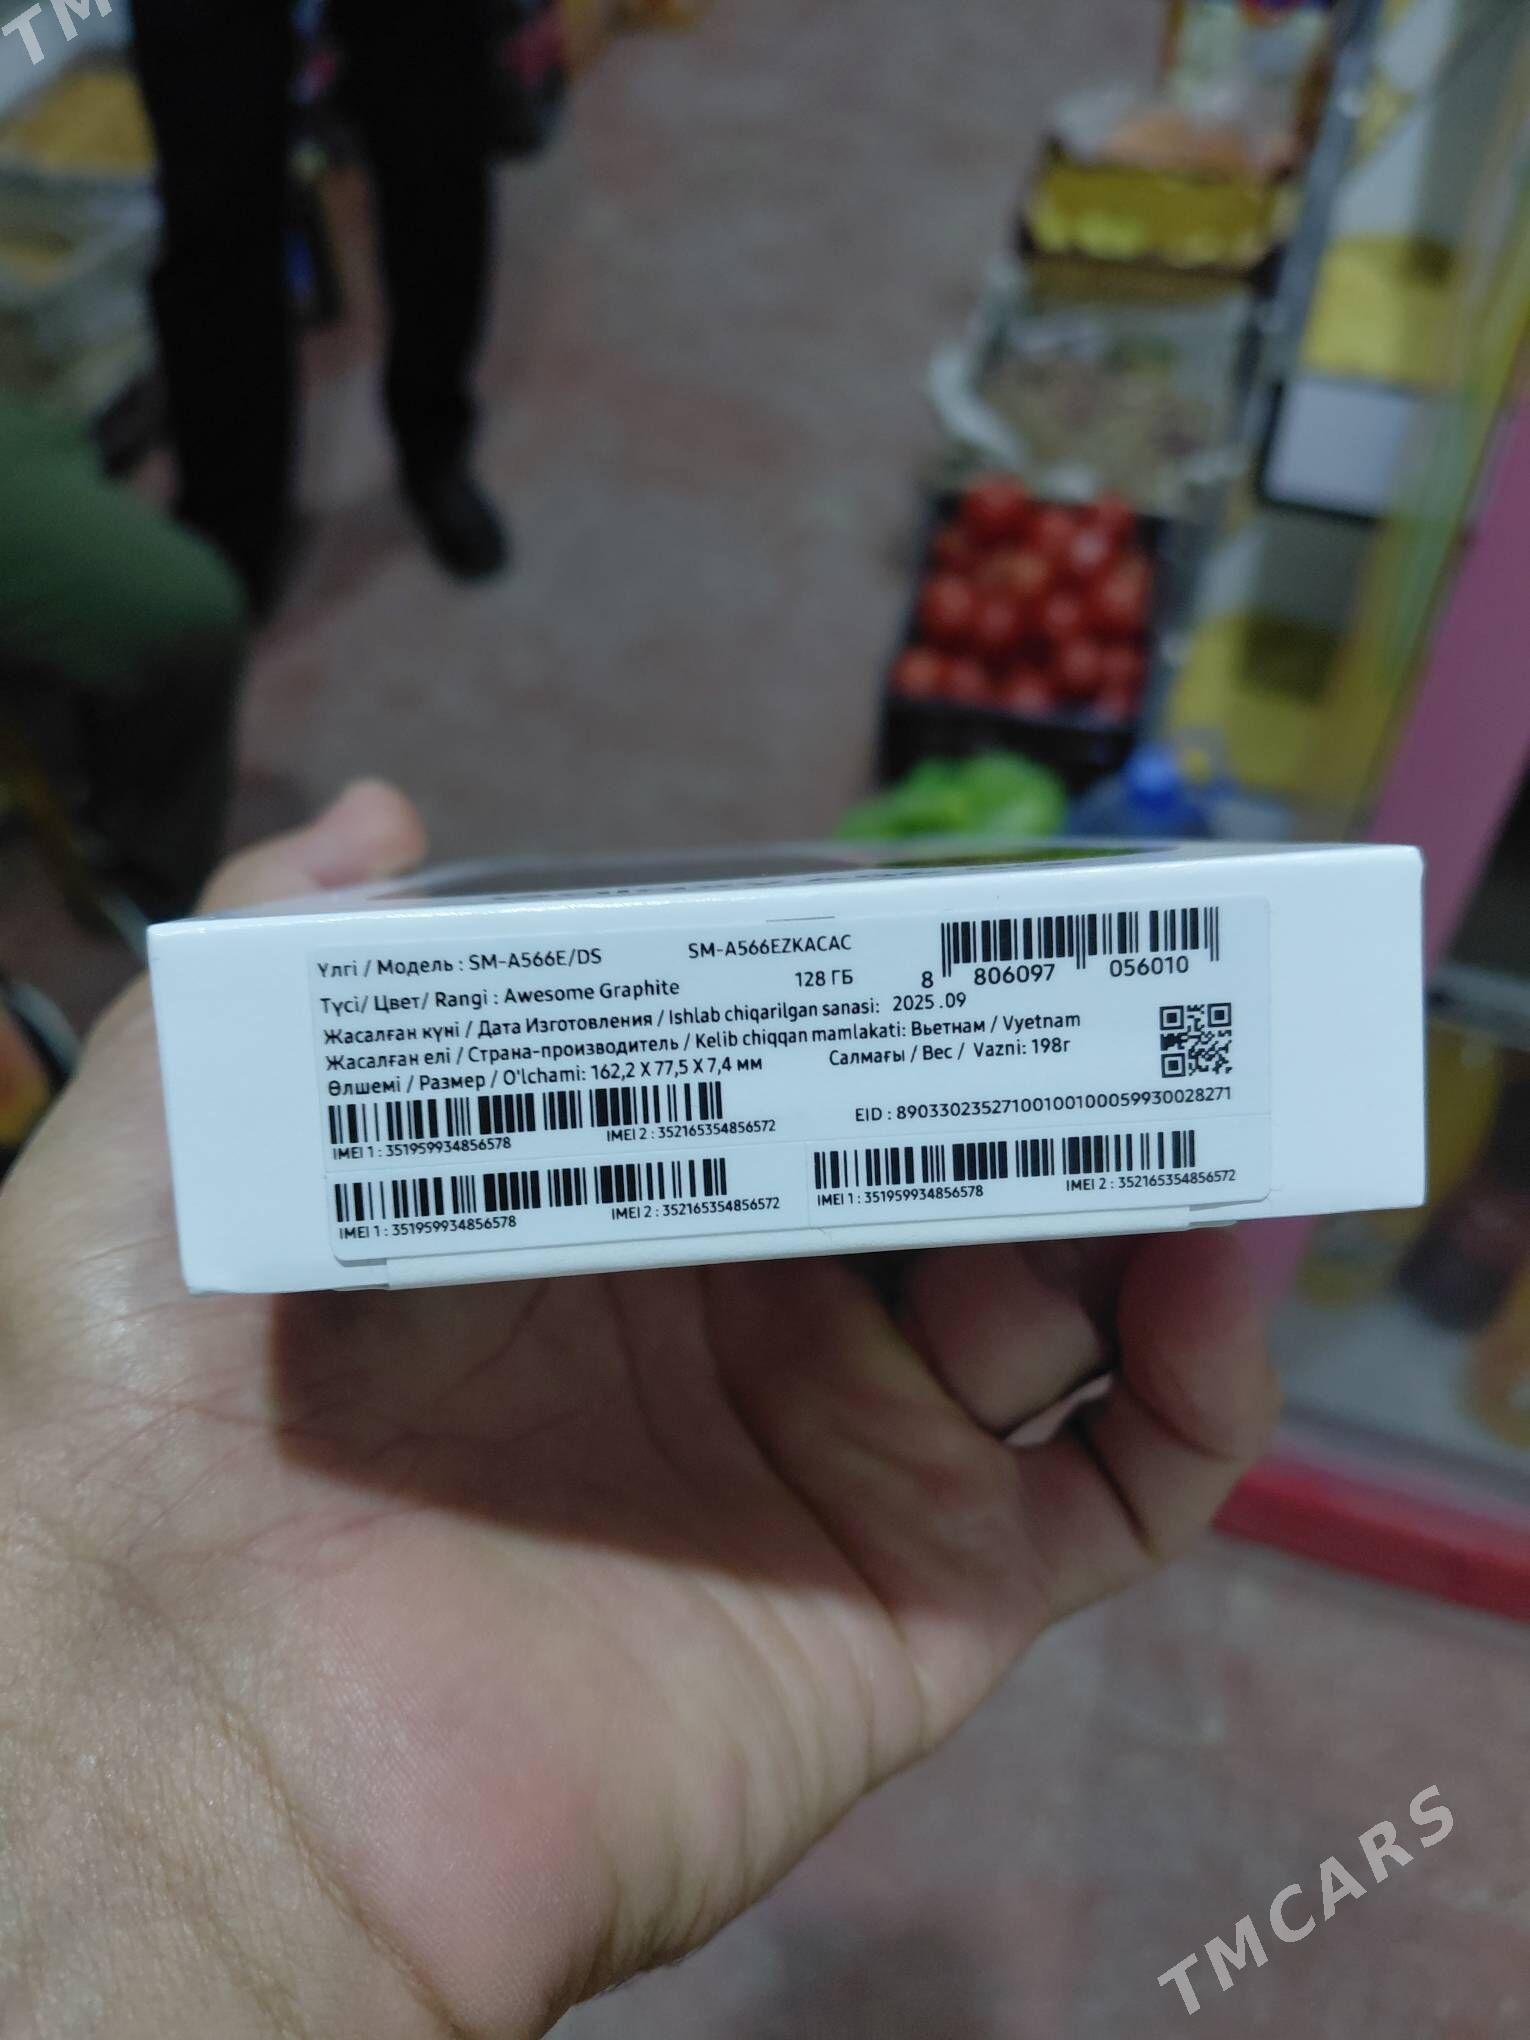 TM
Үлгі / Модель : SM-A566E/DS SM-A566EZKACAC
Түсі/ Цвет/ Rangi : Awesome Graphite 128 ГБ
8 806097 056010
Жасалған күні / Дата Изготовления / Ishlab chiqarilgan sanasi: 2025 .09
Жасалған елі / Страна-производитель / Kelib chiqqan mamlakati: Вьетнам / Vyetnam
Өлшемі / Размер / O'lchami: 162,2 X 77,5 X 7,4 мм Салмағы / Вес / Vazni: 198г
EID : 89033023527100100100059930028271
IMEI 1 : 351959934856578 IMEI 2 : 352165354856572
IMEI 1 : 351959934856578 IMEI 2 : 352165354856572
IMEI 1 : 351959934856578 IMEI 2 : 352165354856572
TMCARS